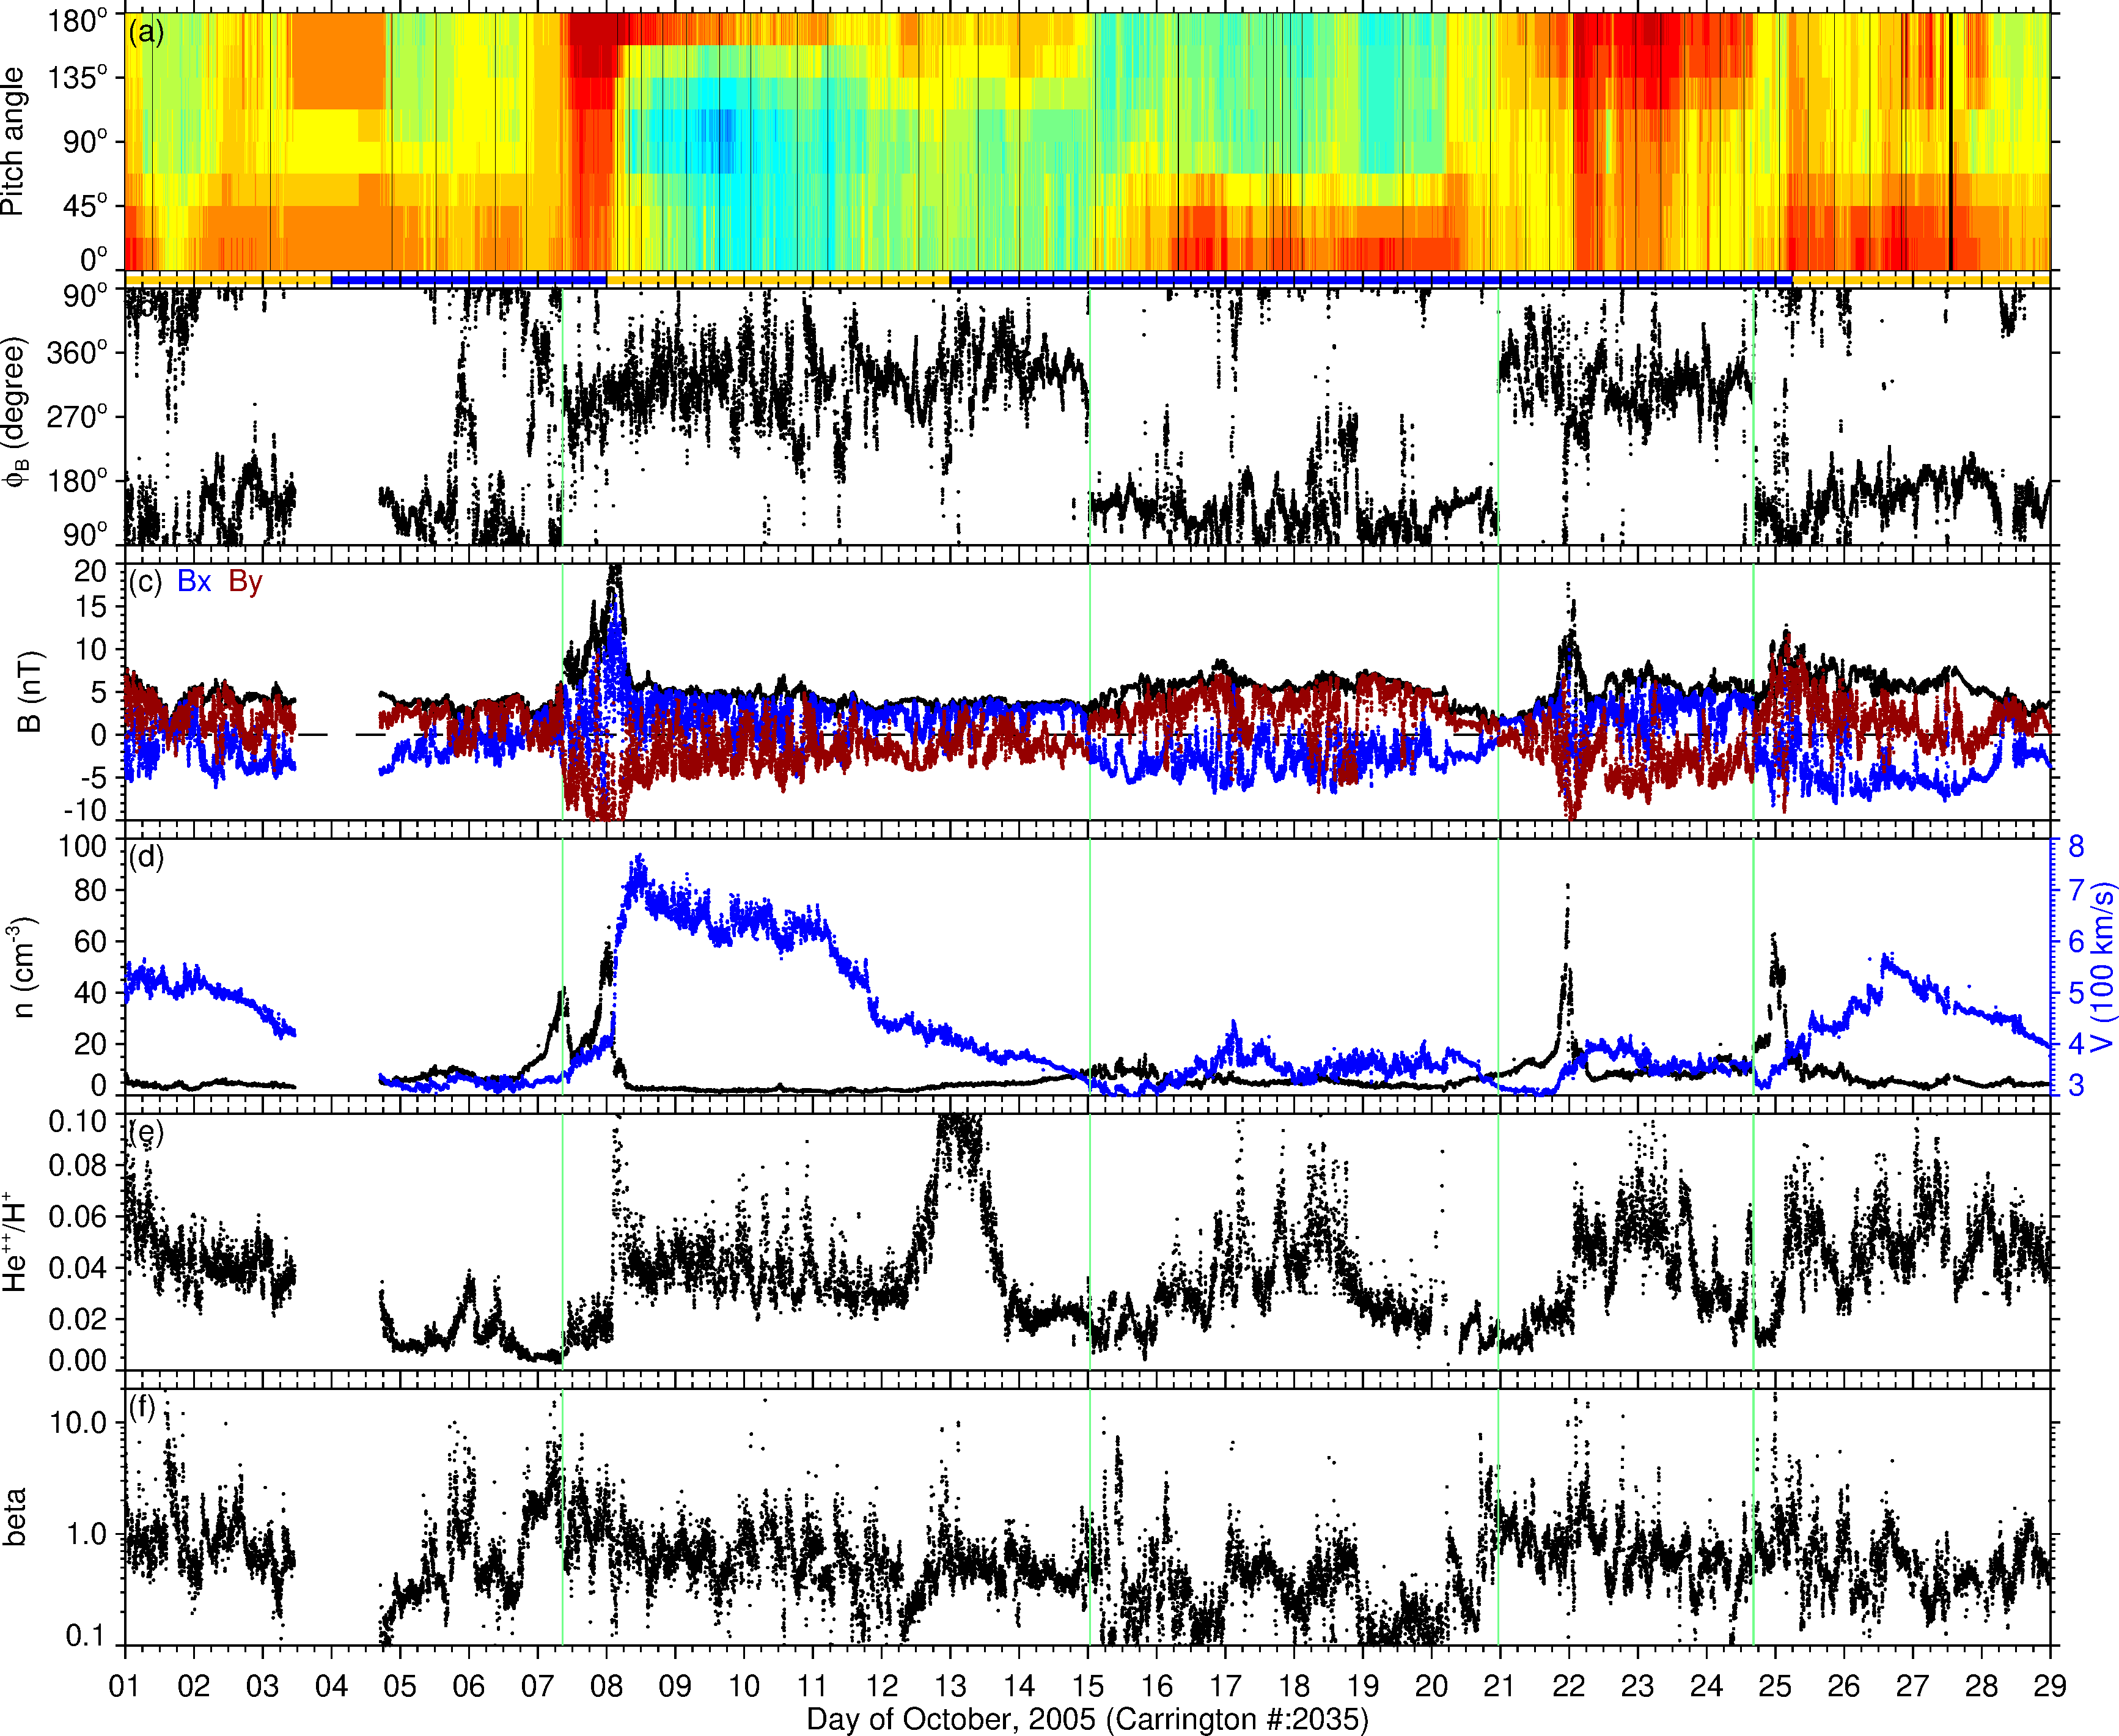 (a)
180°
135°
90°
45°
0°
Pitch angle
90°
360°
270°
180°
90°
ϕB (degree)
(c) Bx By
20
15
10
5
0
-5
-10
B (nT)
(d)
100
80
60
40
20
0
n (cm-3)
8
7
6
5
4
3
V (100 km/s)
(e)
0.10
0.08
0.06
0.04
0.02
0.00
He++/H+
(f)
10.0
1.0
0.1
beta
01 02 03 04 05 06 07 08 09 10 11 12 13 14 15 16 17 18 19 20 21 22 23 24 25 26 27 28 29
Day of October, 2005 (Carrington #:2035)